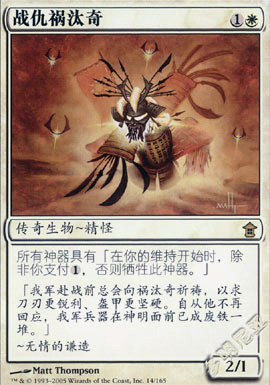 战仇祸汰奇 1
传奇生物~精怪
所有神器具有「在你的维持开始时，除
非你支付1，否则牺牲此神器。」
「我军赴战前总会向祸汰奇祈祷，以求
刀刃更锐利、盔甲更坚硬。自从他不再
回应，我军兵器在神明面前已成废铁一
堆。」
~无情的谦造
2/1
Matt Thompson
™ & © 1993-2005 Wizards of the Coast, Inc. 14/165